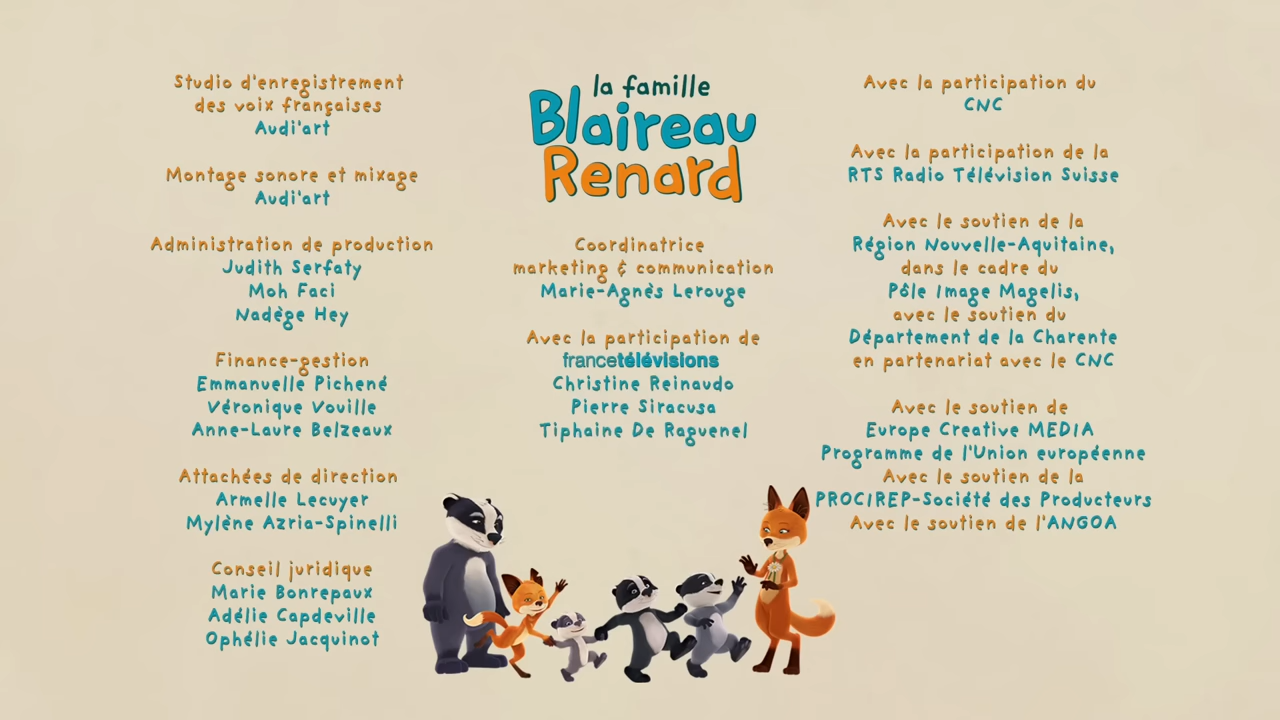 Studio d'enregistrement
des voix françaises
Audi'art
Montage sonore et mixage
Audi'art
Administration de production
Judith Serfaty
Moh Faci
Nadège Hey
Finance-gestion
Emmanuelle Pichené
Véronique Vouille
Anne-Laure Belzeaux
Attachées de direction
Armelle Lecuyer
Mylène Azria-Spinelli
Conseil juridique
Marie Bonrepaux
Adélie Capdeville
Ophélie Jacquinot
la famille
Blaireau
Renard
Coordinatrice
marketing & communication
Marie-Agnès Lerouge
Avec la participation de
francetélévisions
Christine Reinaudo
Pierre Siracusa
Tiphaine De Raguenel
Avec la participation du
CNC
Avec la participation de la
RTS Radio Télévision Suisse
Avec le soutien de la
Région Nouvelle-Aquitaine,
dans le cadre du
Pôle Image Magelis,
avec le soutien du
Département de la Charente
en partenariat avec le CNC
Avec le soutien de
Europe Creative MEDIA
Programme de l'Union européenne
Avec le soutien de la
PROCIREP-Société des Producteurs
Avec le soutien de l'ANGOA